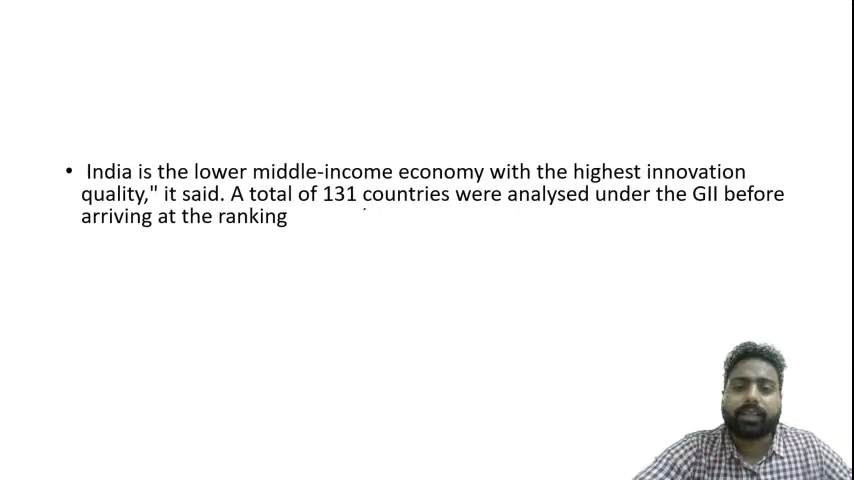 • India is the lower middle-income economy with the highest innovation
quality," it said. A total of 131 countries were analysed under the GII before
arriving at the ranking